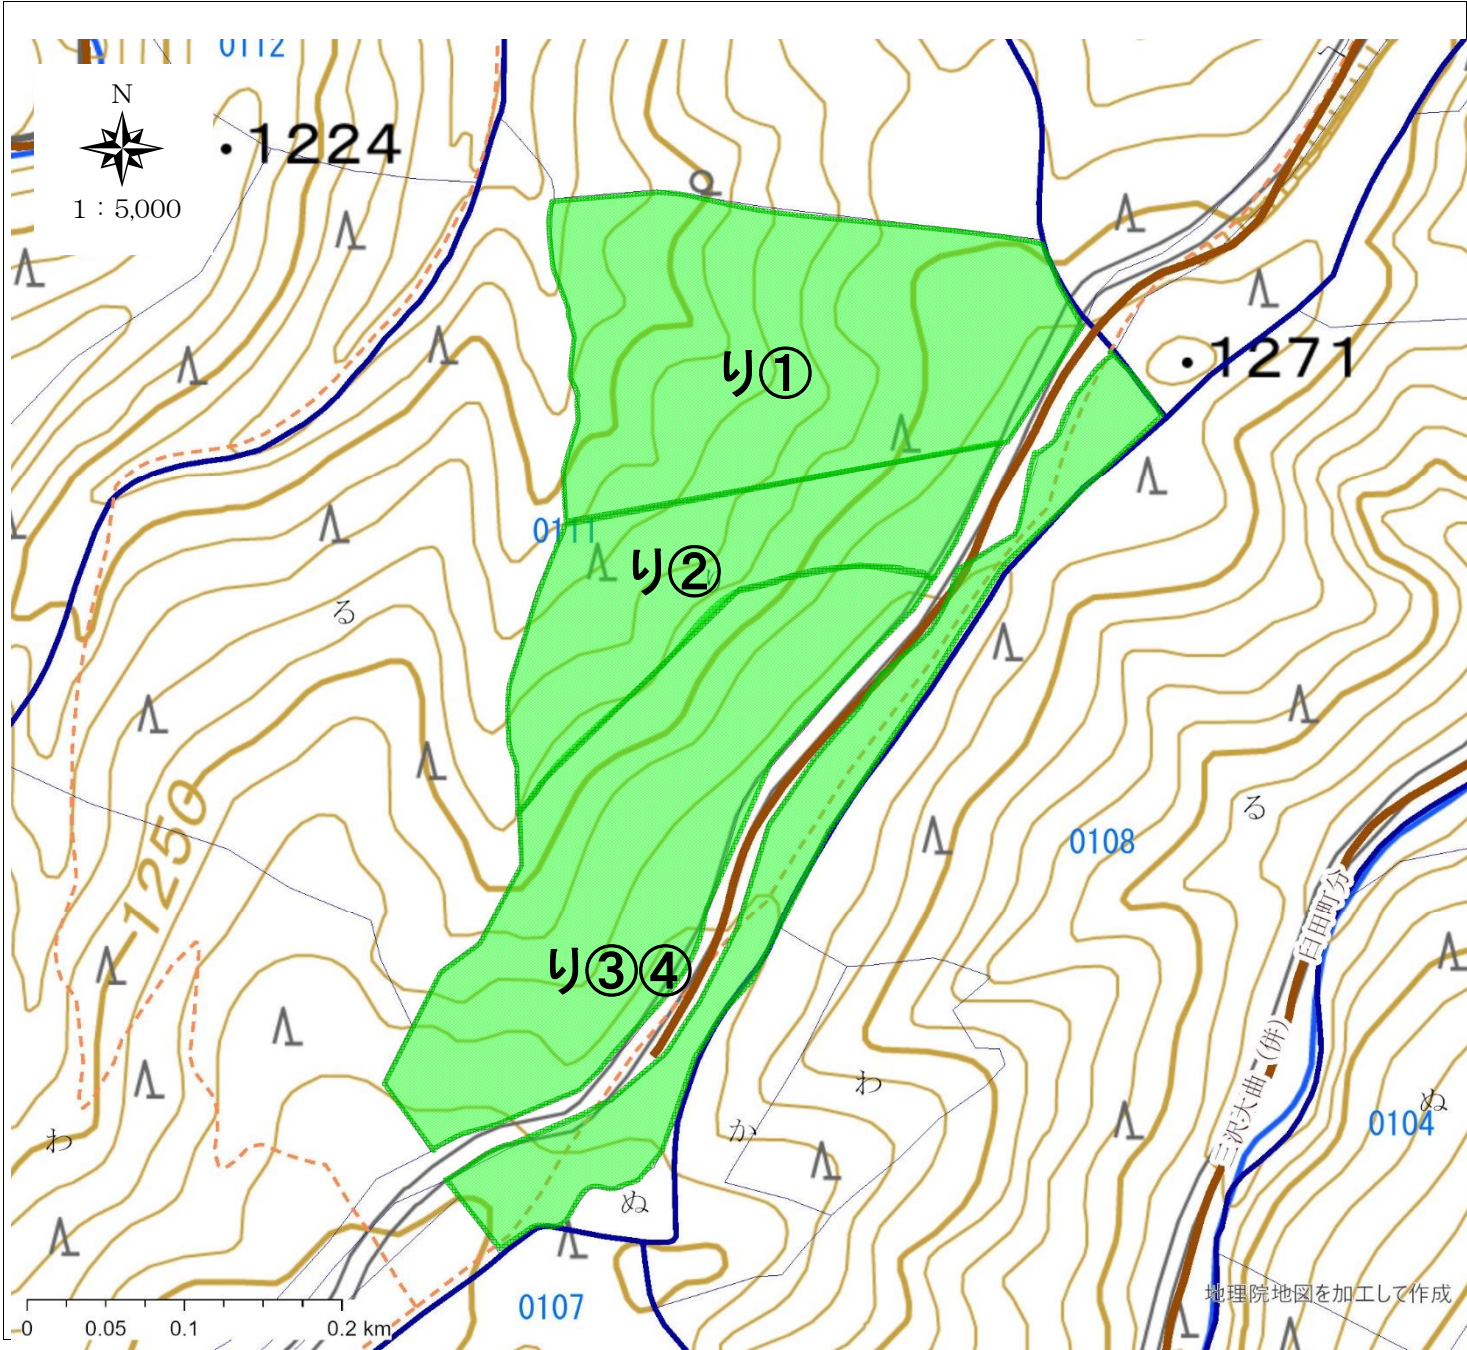 0112
N
1：5,000
•1224
り①
•1271
0111
り②
る
る
0108
1250
臼田町分
り③④
三沢大曲（併）
わ
ぬ
0104
か
わ
ぬ
地理院地図を加工して作成
0107
0 0.05 0.1 0.2 km